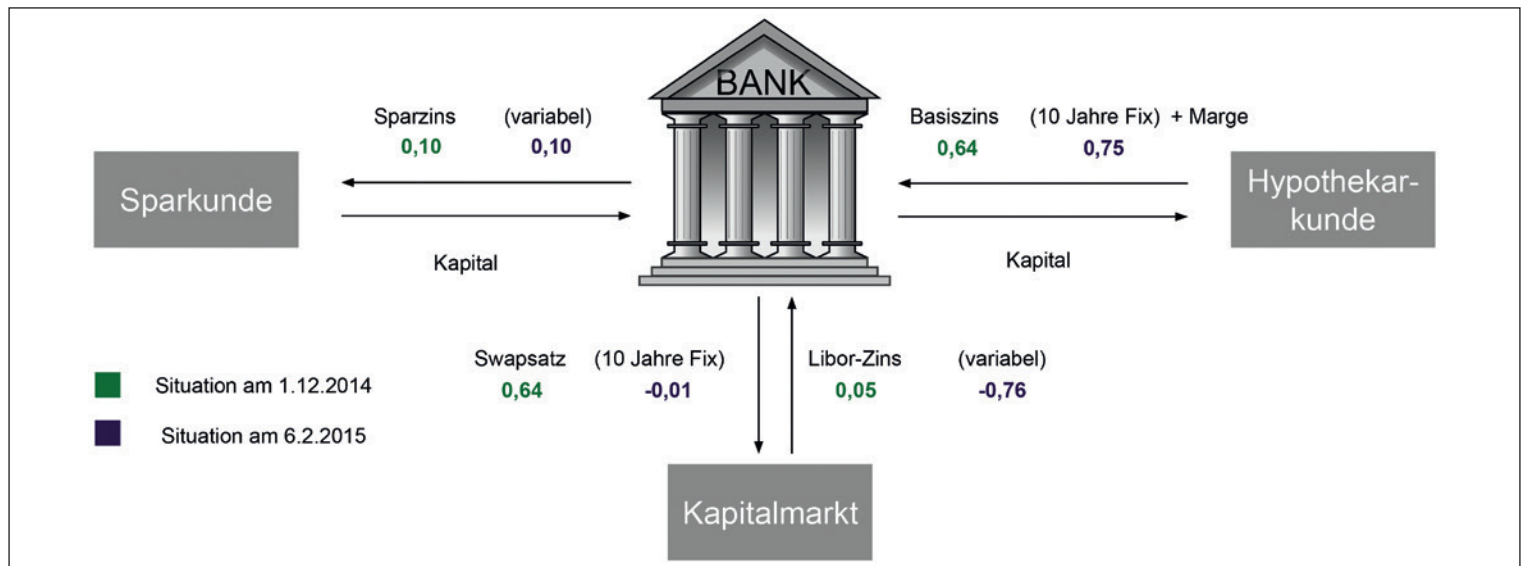 BANK
Sparzins (variabel)
0,10 0,10
Basiszins (10 Jahre Fix) + Marge
0,64 0,75
Sparkunde
Hypothekar-
kunde
Kapital
Kapital
Swapsatz (10 Jahre Fix)
-0,01
0,64
Libor-Zins (variabel)
0,05 -0,76
Situation am 1.12.2014
Situation am 6.2.2015
Kapitalmarkt